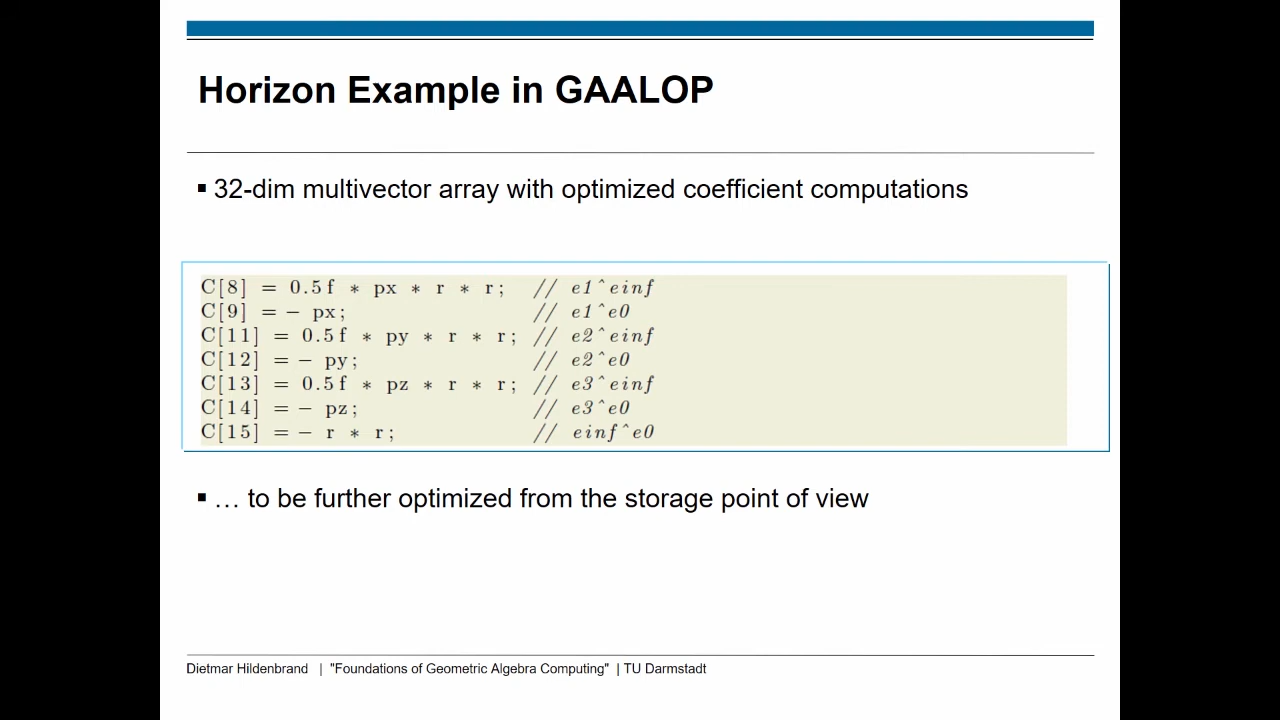 Horizon Example in GAALOP
▪ 32-dim multivector array with optimized coefficient computations
C[8] = 0.5f * px * r * r; // e1^einf
C[9] = − px; // e1^e0
C[11] = 0.5f * py * r * r; // e2^einf
C[12] = − py; // e2^e0
C[13] = 0.5f * pz * r * r; // e3^einf
C[14] = − pz; // e3^e0
C[15] = − r * r; // einf^e0
▪ … to be further optimized from the storage point of view
Dietmar Hildenbrand | "Foundations of Geometric Algebra Computing" | TU Darmstadt